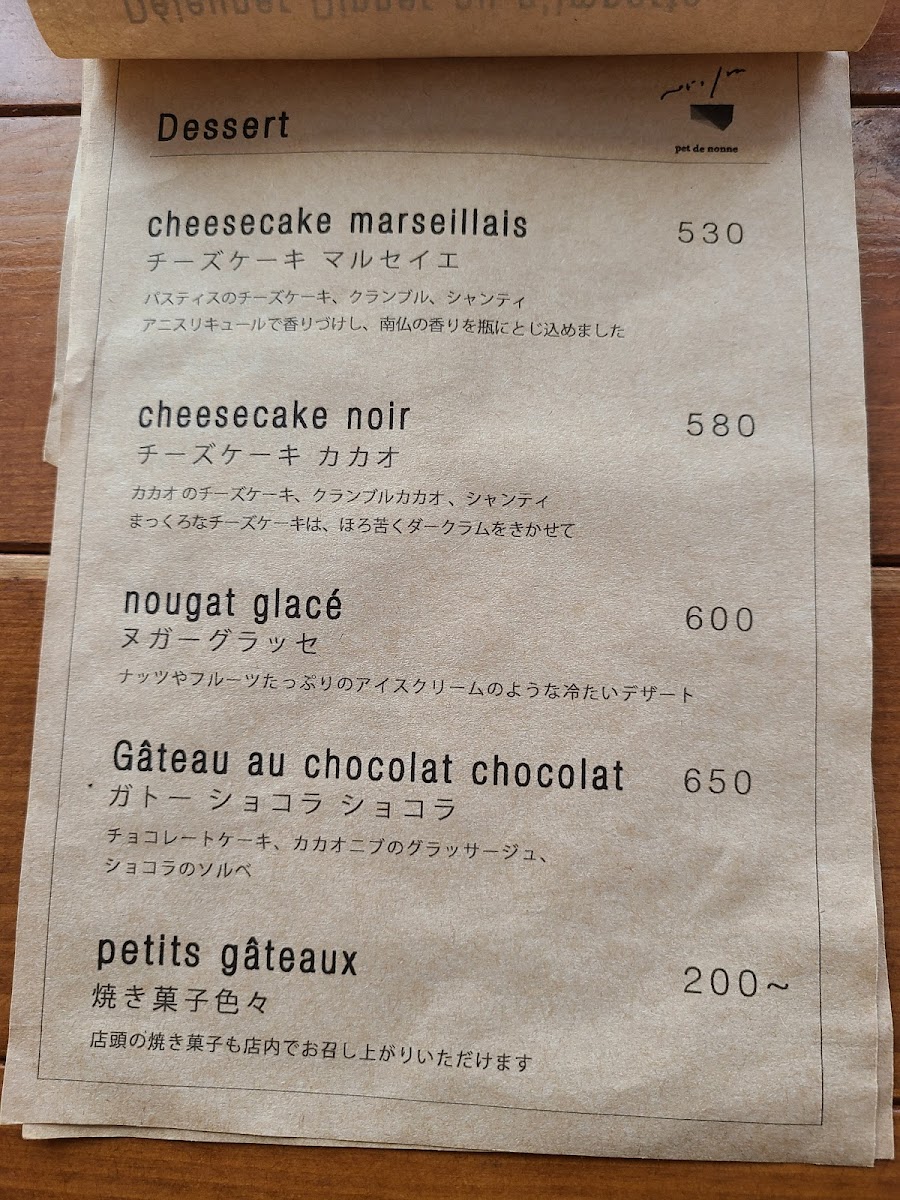 Déjeuner Dinner ou n'importe
Dessert
pet de nonne
cheesecake marseillais 530
チーズケーキ マルセイエ
パスティスのチーズケーキ、クランブル、シャンティ
アニスリキュールで香りづけし、南仏の香りを瓶にとじ込めました
cheesecake noir 580
チーズケーキ カカオ
カカオのチーズケーキ、クランブルカカオ、シャンティ
まっくろなチーズケーキは、ほろ苦くダークラムをきかせて
nougat glacé 600
ヌガーグラッセ
ナッツやフルーツたっぷりのアイスクリームのような冷たいデザート
Gâteau au chocolat chocolat 650
ガトー ショコラ ショコラ
チョコレートケーキ、カカオニブのグラッサージュ、
ショコラのソルベ
petits gâteaux 200~
焼き菓子色々
店頭の焼き菓子も店内でお召し上がりいただけます